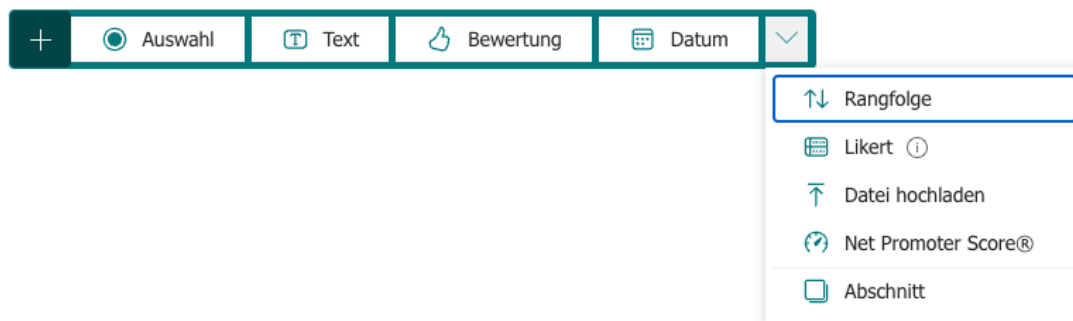 Auswahl Text Bewertung Datum
Rangfolge
Likert
Datei hochladen
Net Promoter Score®
Abschnitt